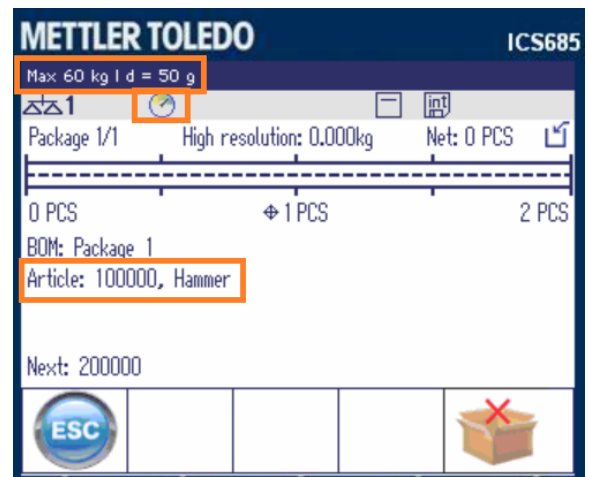 METTLER TOLEDO
ICS685
Max 60 kg | d = 50 g
1
int
Package 1/1 High resolution: 0.000kg Net: 0 PCS
0 PCS 1 PCS 2 PCS
BOM: Package 1
Article: 100000, Hammer
Next: 200000
ESC